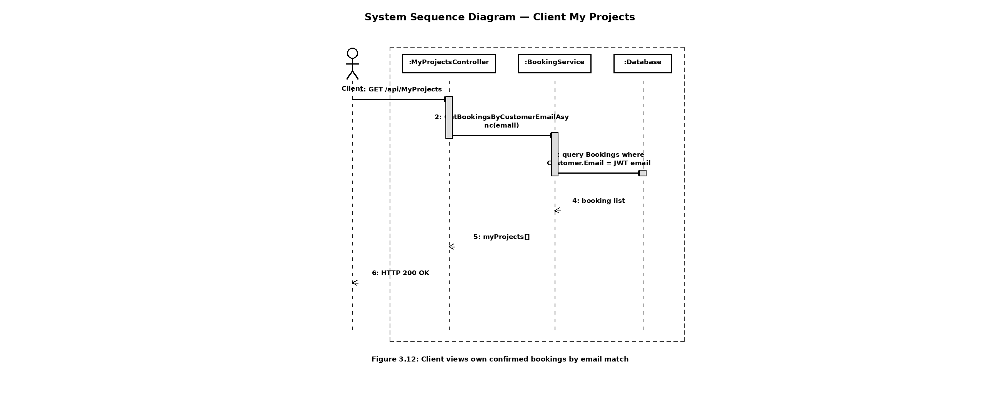 System Sequence Diagram — Client My Projects
:MyProjectsController
:BookingService
:Database
Client
1: GET /api/MyProjects
2: GetBookingsByCustomerEmailAsy
nc(email)
: query Bookings where
Customer.Email = JWT email
4: booking list
5: myProjects[]
6: HTTP 200 OK
Figure 3.12: Client views own confirmed bookings by email match